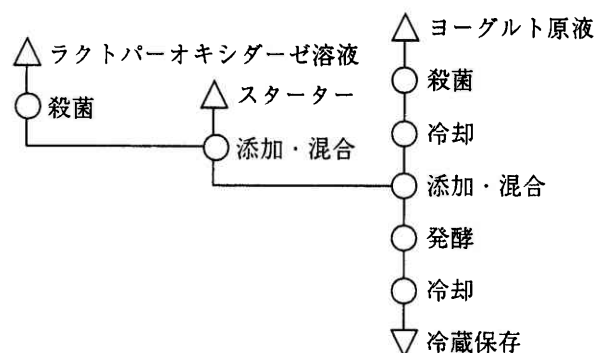 ラクトパーオキシダーゼ溶液
殺菌
スターター
添加・混合
ヨーグルト原液
殺菌
冷却
添加・混合
発酵
冷却
冷蔵保存